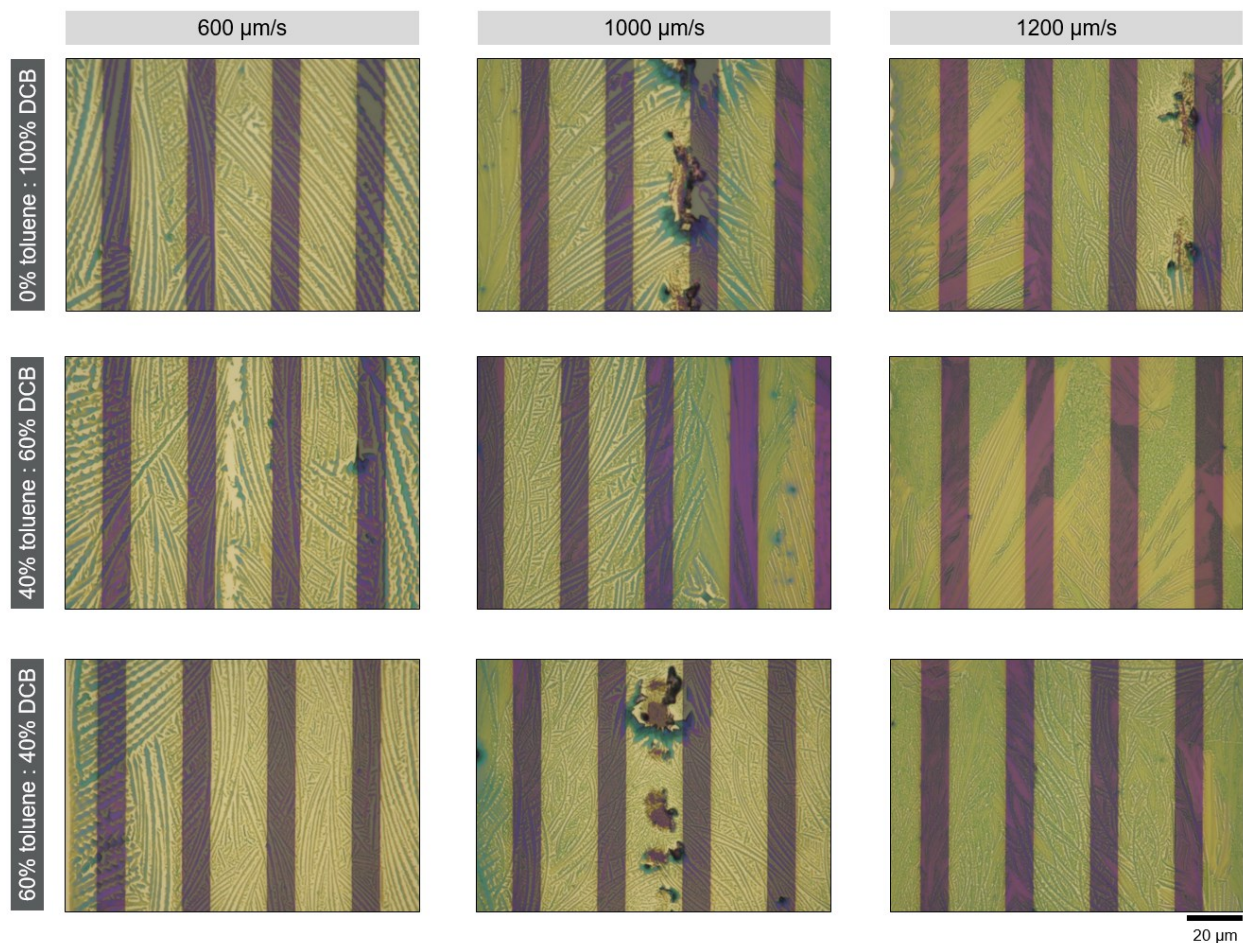 600 µm/s
1000 µm/s
1200 µm/s
0% toluene : 100% DCB
40% toluene : 60% DCB
60% toluene : 40% DCB
20 µm